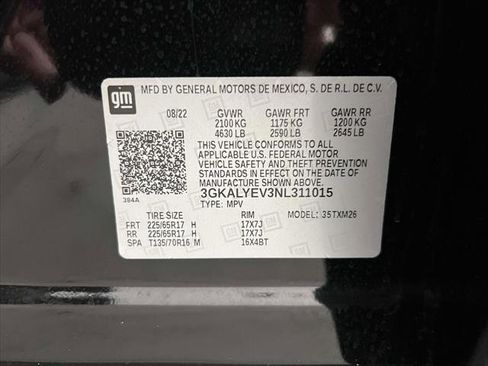 gm
MFD BY GENERAL MOTORS DE MEXICO, S. DE R.L. DE C.V.
08/22 GVWR GAWR FRT GAWR RR
2100 KG 1175 KG 1200 KG
4630 LB 2590 LB 2645 LB
THIS VEHICLE CONFORMS TO ALL APPLICABLE
U.S. FEDERAL MOTOR
VEHICLE SAFETY AND THEFT PREVENTION
STANDARDS IN EFFECT ON THE DATE OF
MANUFACTURE SHOWN ABOVE.
384A
3GKALYEV3NL311015
TYPE: MPV MODEL: 35TXM26
TIRE SIZE RIM
FRT 225/65R17 H 17X7J
RR 225/65R17 H 17X7J
SPA T135/70R16 M 16X4BT